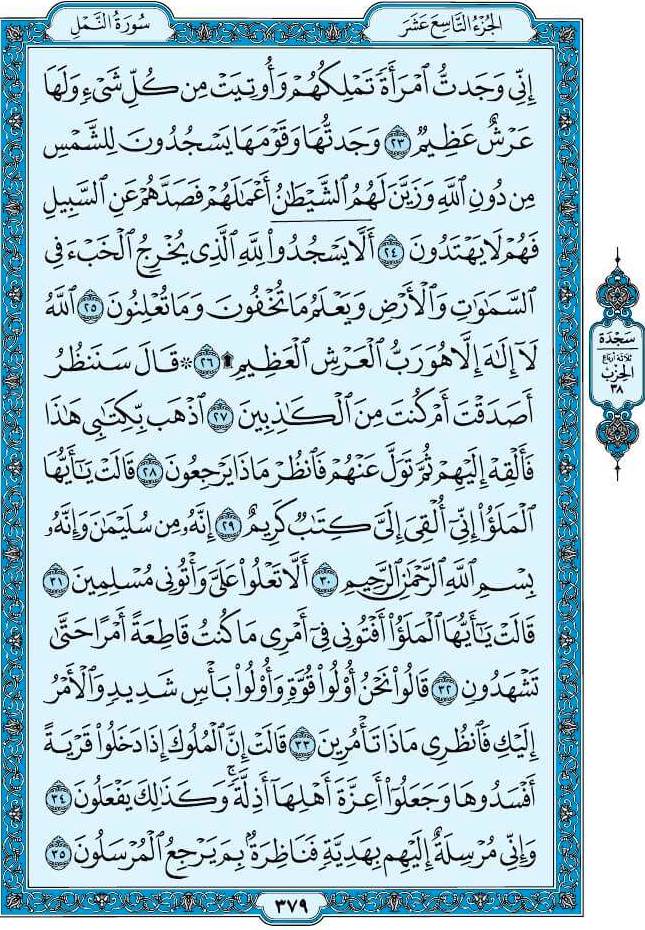 الجُزْءُ التَّاسِعَ عَشَرَ
سُورَةُ النَّمْلِ
إِنِّي وَجَدتُّ ٱمْرَأَةً تَمْلِكُهُمْ وَأُوتِيَتْ مِن كُلِّ شَىْءٍ وَلَهَا
عَرْشٌ عَظِيمٌ ٢٣ وَجَدتُّهَا وَقَوْمَهَا يَسْجُدُونَ لِلشَّمْسِ
مِن دُونِ ٱللَّهِ وَزَيَّنَ لَهُمُ ٱلشَّيْطَٰنُ أَعْمَٰلَهُمْ فَصَدَّهُمْ عَنِ ٱلسَّبِيلِ
فَهُمْ لَا يَهْتَدُونَ ٢٤ أَلَّا يَسْجُدُوا۟ لِلَّهِ ٱلَّذِى يُخْرِجُ ٱلْخَبْءَ فِى
ٱلسَّمَٰوَٰتِ وَٱلْأَرْضِ وَيَعْلَمُ مَا تُخْفُونَ وَمَا تُعْلِنُونَ ٢٥ ٱللَّهُ
لَآ إِلَٰهَ إِلَّا هُوَ رَبُّ ٱلْعَرْشِ ٱلْعَظِيمِ ۩ ٢٦ ۞ قَالَ سَنَنظُرُ
أَصَدَقْتَ أَمْ كُنتَ مِنَ ٱلْكَٰذِبِينَ ٢٧ ٱذْهَب بِّكِتَٰبِى هَٰذَا
فَأَلْقِهْ إِلَيْهِمْ ثُمَّ تَوَلَّ عَنْهُمْ فَٱنظُرْ مَاذَا يَرْجِعُونَ ٢٨ قَالَتْ يَٰٓأَيُّهَا
ٱلْمَلَؤُا۟ إِنِّىٓ أُلْقِىَ إِلَىَّ كِتَٰبٌ كَرِيمٌ ٢٩ إِنَّهُۥ مِن سُلَيْمَٰنَ وَإِنَّهُۥ
بِسْمِ ٱللَّهِ ٱلرَّحْمَٰنِ ٱلرَّحِيمِ ٣٠ أَلَّا تَعْلُوا۟ عَلَىَّ وَأْتُونِى مُسْلِمِينَ ٣١
قَالَتْ يَٰٓأَيُّهَا ٱلْمَلَؤُا۟ أَفْتُونِى فِىٓ أَمْرِى مَا كُنتُ قَاطِعَةً أَمْرًا حَتَّىٰ
تَشْهَدُونِ ٣٢ قَالُوا۟ نَحْنُ أُو۟لُوا۟ قُوَّةٍ وَأُو۟لُوا۟ بَأْسٍ شَدِيدٍ وَٱلْأَمْرُ
إِلَيْكِ فَٱنظُرِى مَاذَا تَأْمُرِينَ ٣٣ قَالَتْ إِنَّ ٱلْمُلُوكَ إِذَا دَخَلُوا۟ قَرْيَةً
أَفْسَدُوهَا وَجَعَلُوٓا۟ أَعِزَّةَ أَهْلِهَآ أَذِلَّةً ۖ وَكَذَٰلِكَ يَفْعَلُونَ ٣٤
وَإِنِّى مُرْسِلَةٌ إِلَيْهِم بِهَدِيَّةٍ فَنَاظِرَةٌۢ بِمَ يَرْجِعُ ٱلْمُرْسَلُونَ ٣٥
سَجْدَة
ثَلَاثَة أَرْبَاع
الحِزْب
٣٨
٣٧٩